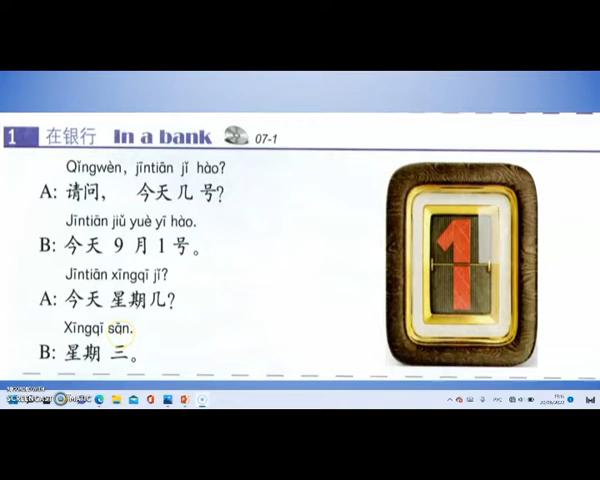 1 在银行 In a bank 07-1
Qǐngwèn, jīntiān jǐ hào?
A: 请问, 今天 几 号?
Jīntiān jiǔ yuè yī hào.
B: 今天 9 月 1 号。
Jīntiān xīngqī jǐ?
A: 今天 星期几?
Xīngqī sān.
B: 星期 三。
1